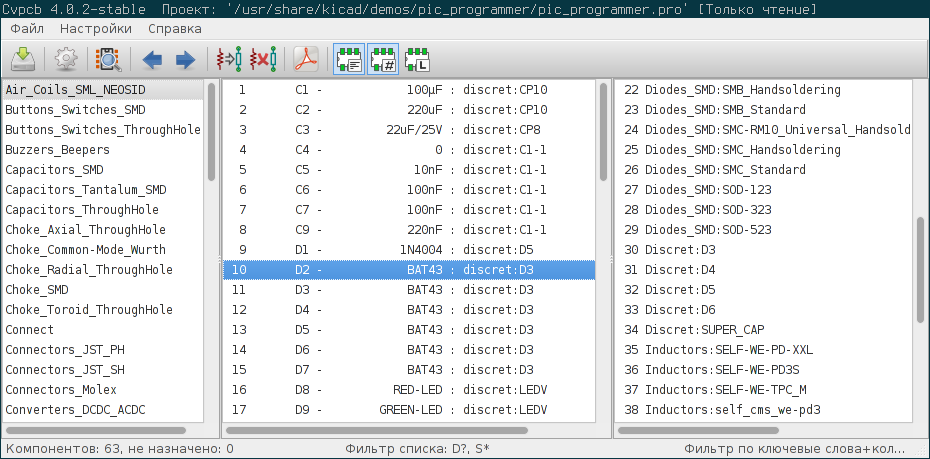 Cvpcb 4.0.2-stable  Проект: '/usr/share/kicad/demos/pic_programmer/pic_programmer.pro' [Только чтение]
Файл Настройки Справка
Air_Coils_SML_NEOSID
Buttons_Switches_SMD
Buttons_Switches_ThroughHole
Buzzers_Beepers
Capacitors_SMD
Capacitors_Tantalum_SMD
Capacitors_ThroughHole
Choke_Axial_ThroughHole
Choke_Common-Mode_Wurth
Choke_Radial_ThroughHole
Choke_SMD
Choke_Toroid_ThroughHole
Connect
Connectors_JST_PH
Connectors_JST_SH
Connectors_Molex
Converters_DCDC_ACDC
1 C1 - 100µF : discret:CP10
2 C2 - 220uF : discret:CP10
3 C3 - 22uF/25V : discret:CP8
4 C4 - 0 : discret:C1-1
5 C5 - 10nF : discret:C1-1
6 C6 - 100nF : discret:C1-1
7 C7 - 100nF : discret:C1-1
8 C9 - 220nF : discret:C1-1
9 D1 - 1N4004 : discret:D5
10 D2 - BAT43 : discret:D3
11 D3 - BAT43 : discret:D3
12 D4 - BAT43 : discret:D3
13 D5 - BAT43 : discret:D3
14 D6 - BAT43 : discret:D3
15 D7 - BAT43 : discret:D3
16 D8 - RED-LED : discret:LEDV
17 D9 - GREEN-LED : discret:LEDV
22 Diodes_SMD:SMB_Handsoldering
23 Diodes_SMD:SMB_Standard
24 Diodes_SMD:SMC-RM10_Universal_Handsold
25 Diodes_SMD:SMC_Handsoldering
26 Diodes_SMD:SMC_Standard
27 Diodes_SMD:SOD-123
28 Diodes_SMD:SOD-323
29 Diodes_SMD:SOD-523
30 Discret:D3
31 Discret:D4
32 Discret:D5
33 Discret:D6
34 Discret:SUPER_CAP
35 Inductors:SELF-WE-PD-XXL
36 Inductors:SELF-WE-PD3S
37 Inductors:SELF-WE-TPC_M
38 Inductors:self_cms_we-pd3
Компонентов: 63, не назначено: 0 Фильтр списка: D?, S* Фильтр по ключевые слова+кол...